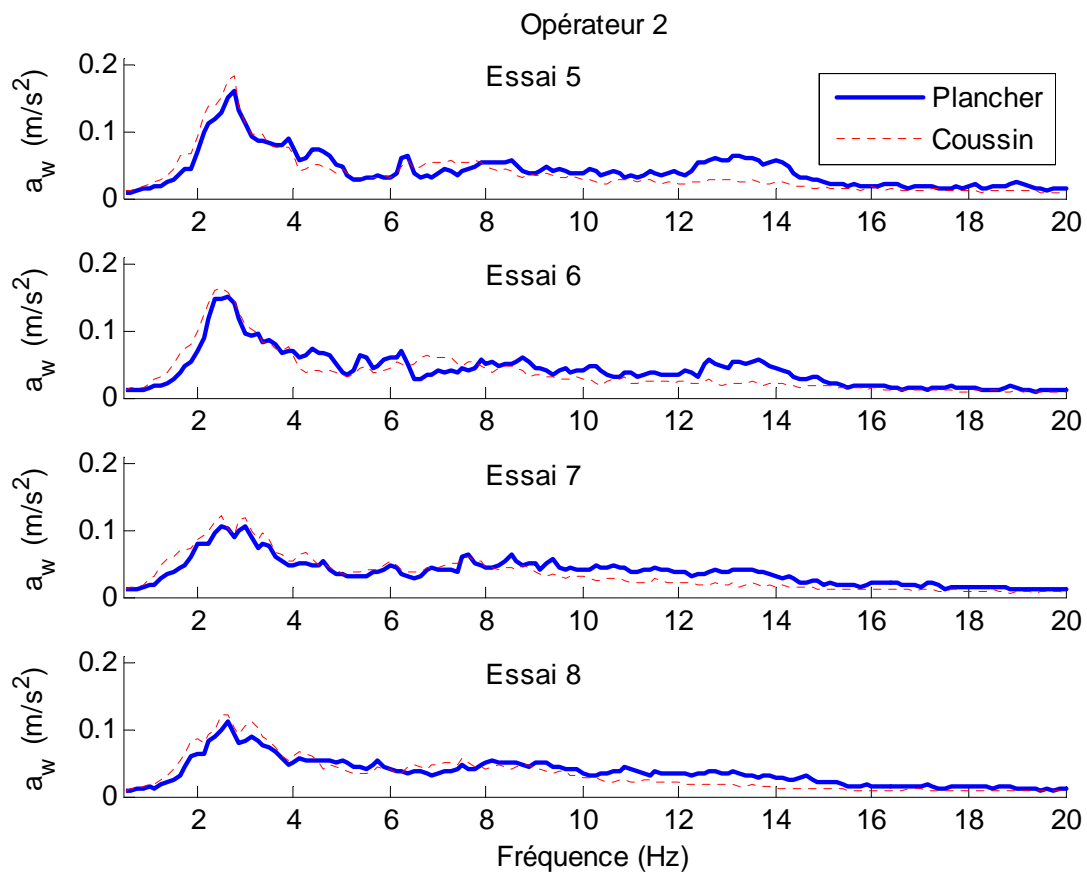 Opérateur 2
Essai 5
Plancher
Coussin
a_w (m/s²)
0.2
0.1
0
2 4 6 8 10 12 14 16 18 20
Essai 6
a_w (m/s²)
0.2
0.1
0
2 4 6 8 10 12 14 16 18 20
Essai 7
a_w (m/s²)
0.2
0.1
0
2 4 6 8 10 12 14 16 18 20
Essai 8
a_w (m/s²)
0.2
0.1
0
2 4 6 8 10 12 14 16 18 20
Fréquence (Hz)